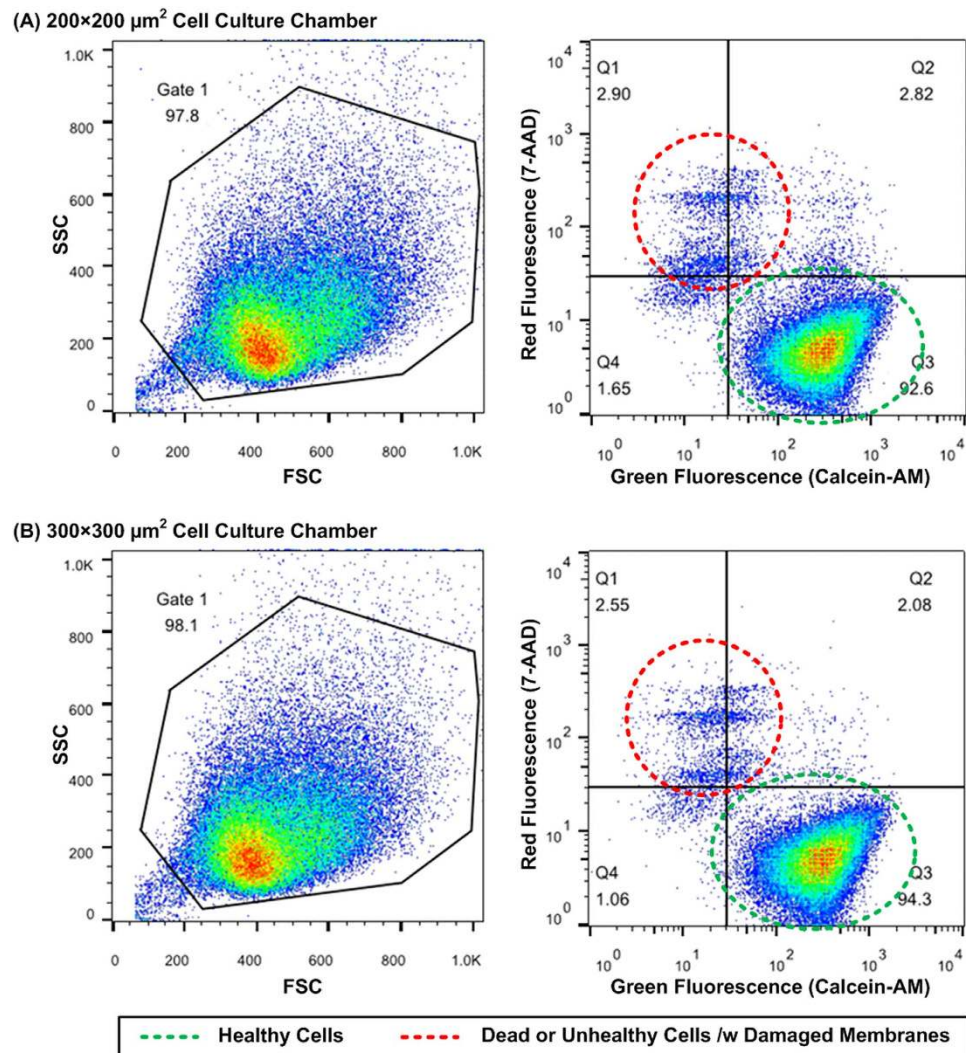 (A) 200×200 µm² Cell Culture Chamber
Gate 1
97.8
SSC
1.0K
800
600
400
200
0
0 200 400 600 800 1.0K
FSC
Q1
2.90
Q2
2.82
Q4
1.65
Q3
92.6
Red Fluorescence (7-AAD)
10⁴
10³
10²
10¹
10⁰
10⁰ 10¹ 10² 10³ 10⁴
Green Fluorescence (Calcein-AM)
(B) 300×300 µm² Cell Culture Chamber
Gate 1
98.1
SSC
1.0K
800
600
400
200
0
0 200 400 600 800 1.0K
FSC
Q1
2.55
Q2
2.08
Q4
1.06
Q3
94.3
Red Fluorescence (7-AAD)
10⁴
10³
10²
10¹
10⁰
10⁰ 10¹ 10² 10³ 10⁴
Green Fluorescence (Calcein-AM)
Healthy Cells
Dead or Unhealthy Cells /w Damaged Membranes